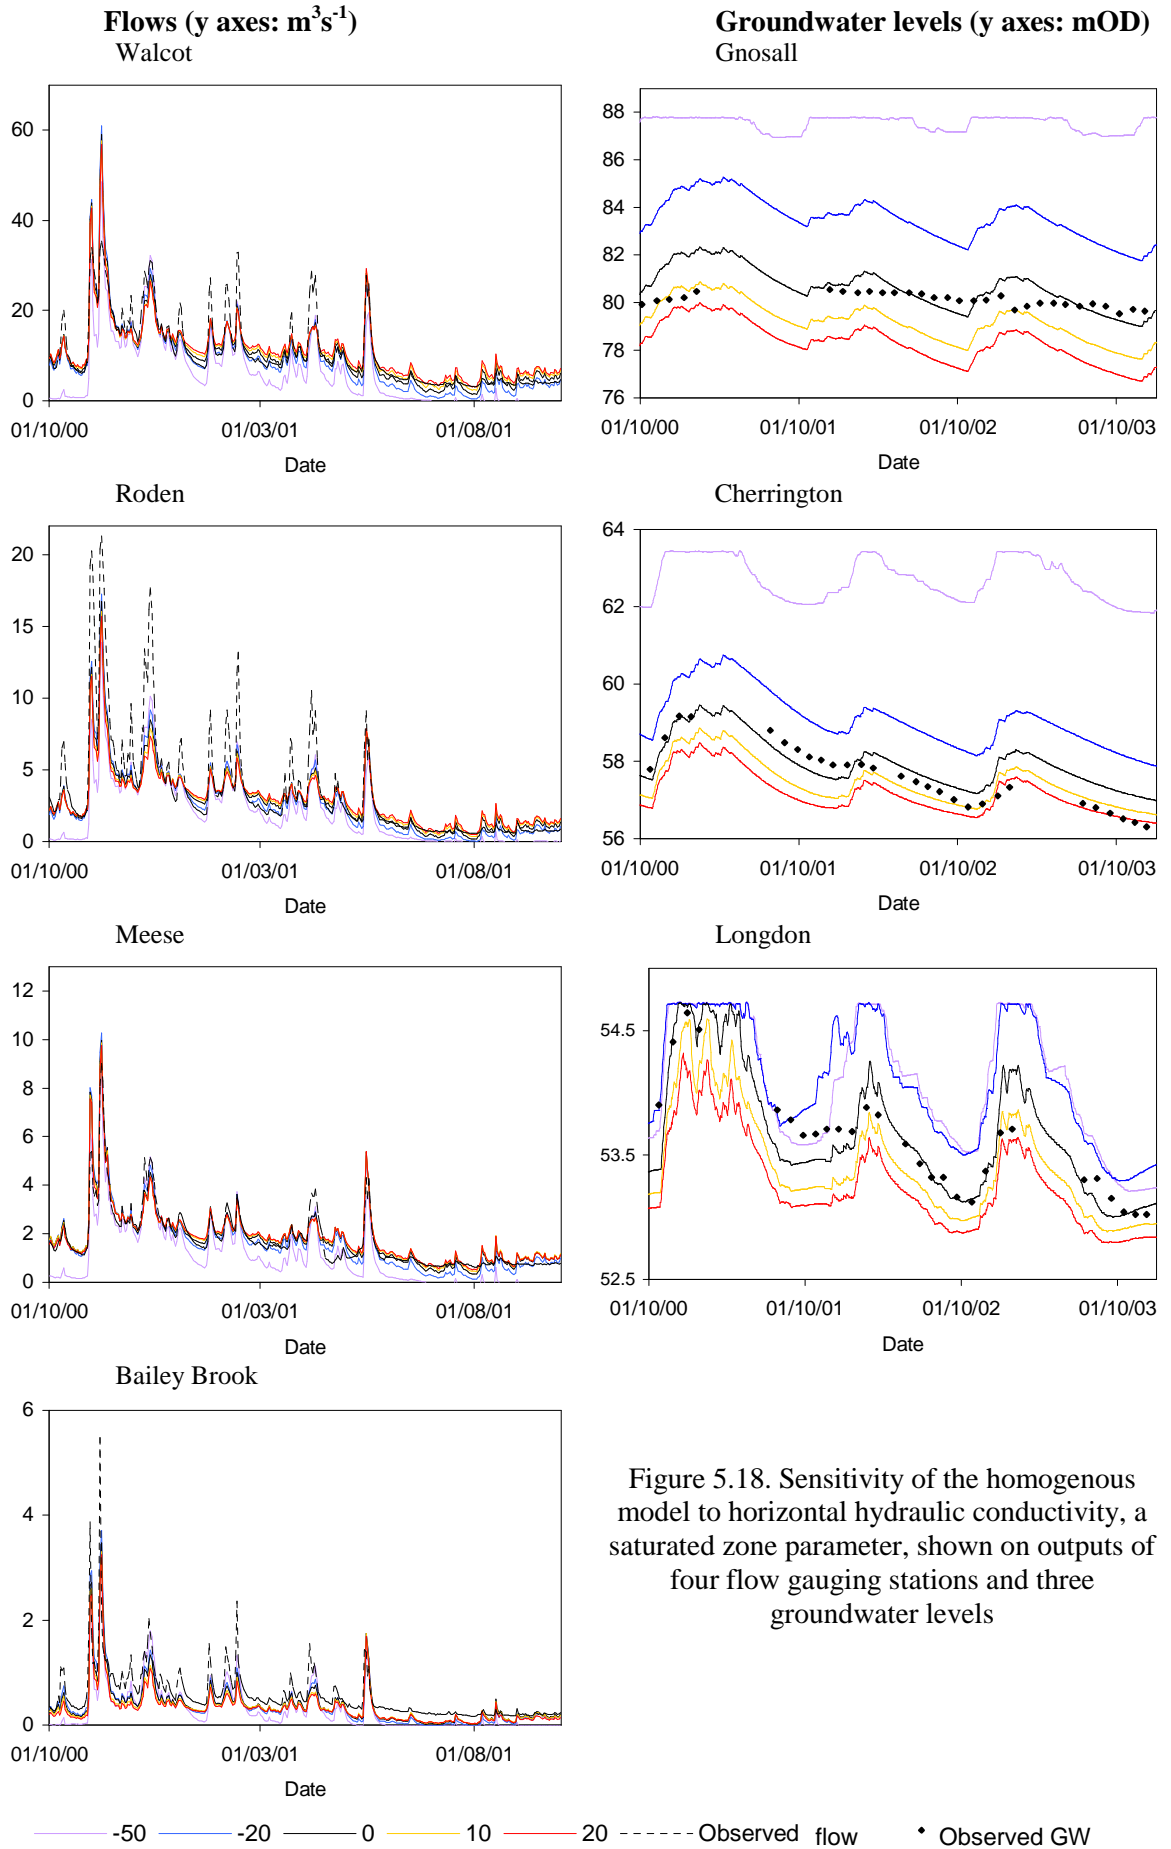 Flows (y axes: m³s⁻¹)
Groundwater levels (y axes: mOD)
Walcot
60
40
20
0
01/10/00 01/03/01 01/08/01
Date
Gnosall
88
86
84
82
80
78
76
01/10/00 01/10/01 01/10/02 01/10/03
Date
Roden
20
15
10
5
0
01/10/00 01/03/01 01/08/01
Date
Cherrington
64
62
60
58
56
01/10/00 01/10/01 01/10/02 01/10/03
Date
Meese
12
10
8
6
4
2
0
01/10/00 01/03/01 01/08/01
Date
Longdon
54.5
53.5
52.5
01/10/00 01/10/01 01/10/02 01/10/03
Date
Bailey Brook
6
4
2
0
01/10/00 01/03/01 01/08/01
Date
Figure 5.18. Sensitivity of the homogenous
model to horizontal hydraulic conductivity, a
saturated zone parameter, shown on outputs of
four flow gauging stations and three
groundwater levels
-50 -20 0 10 20 Observed flow Observed GW